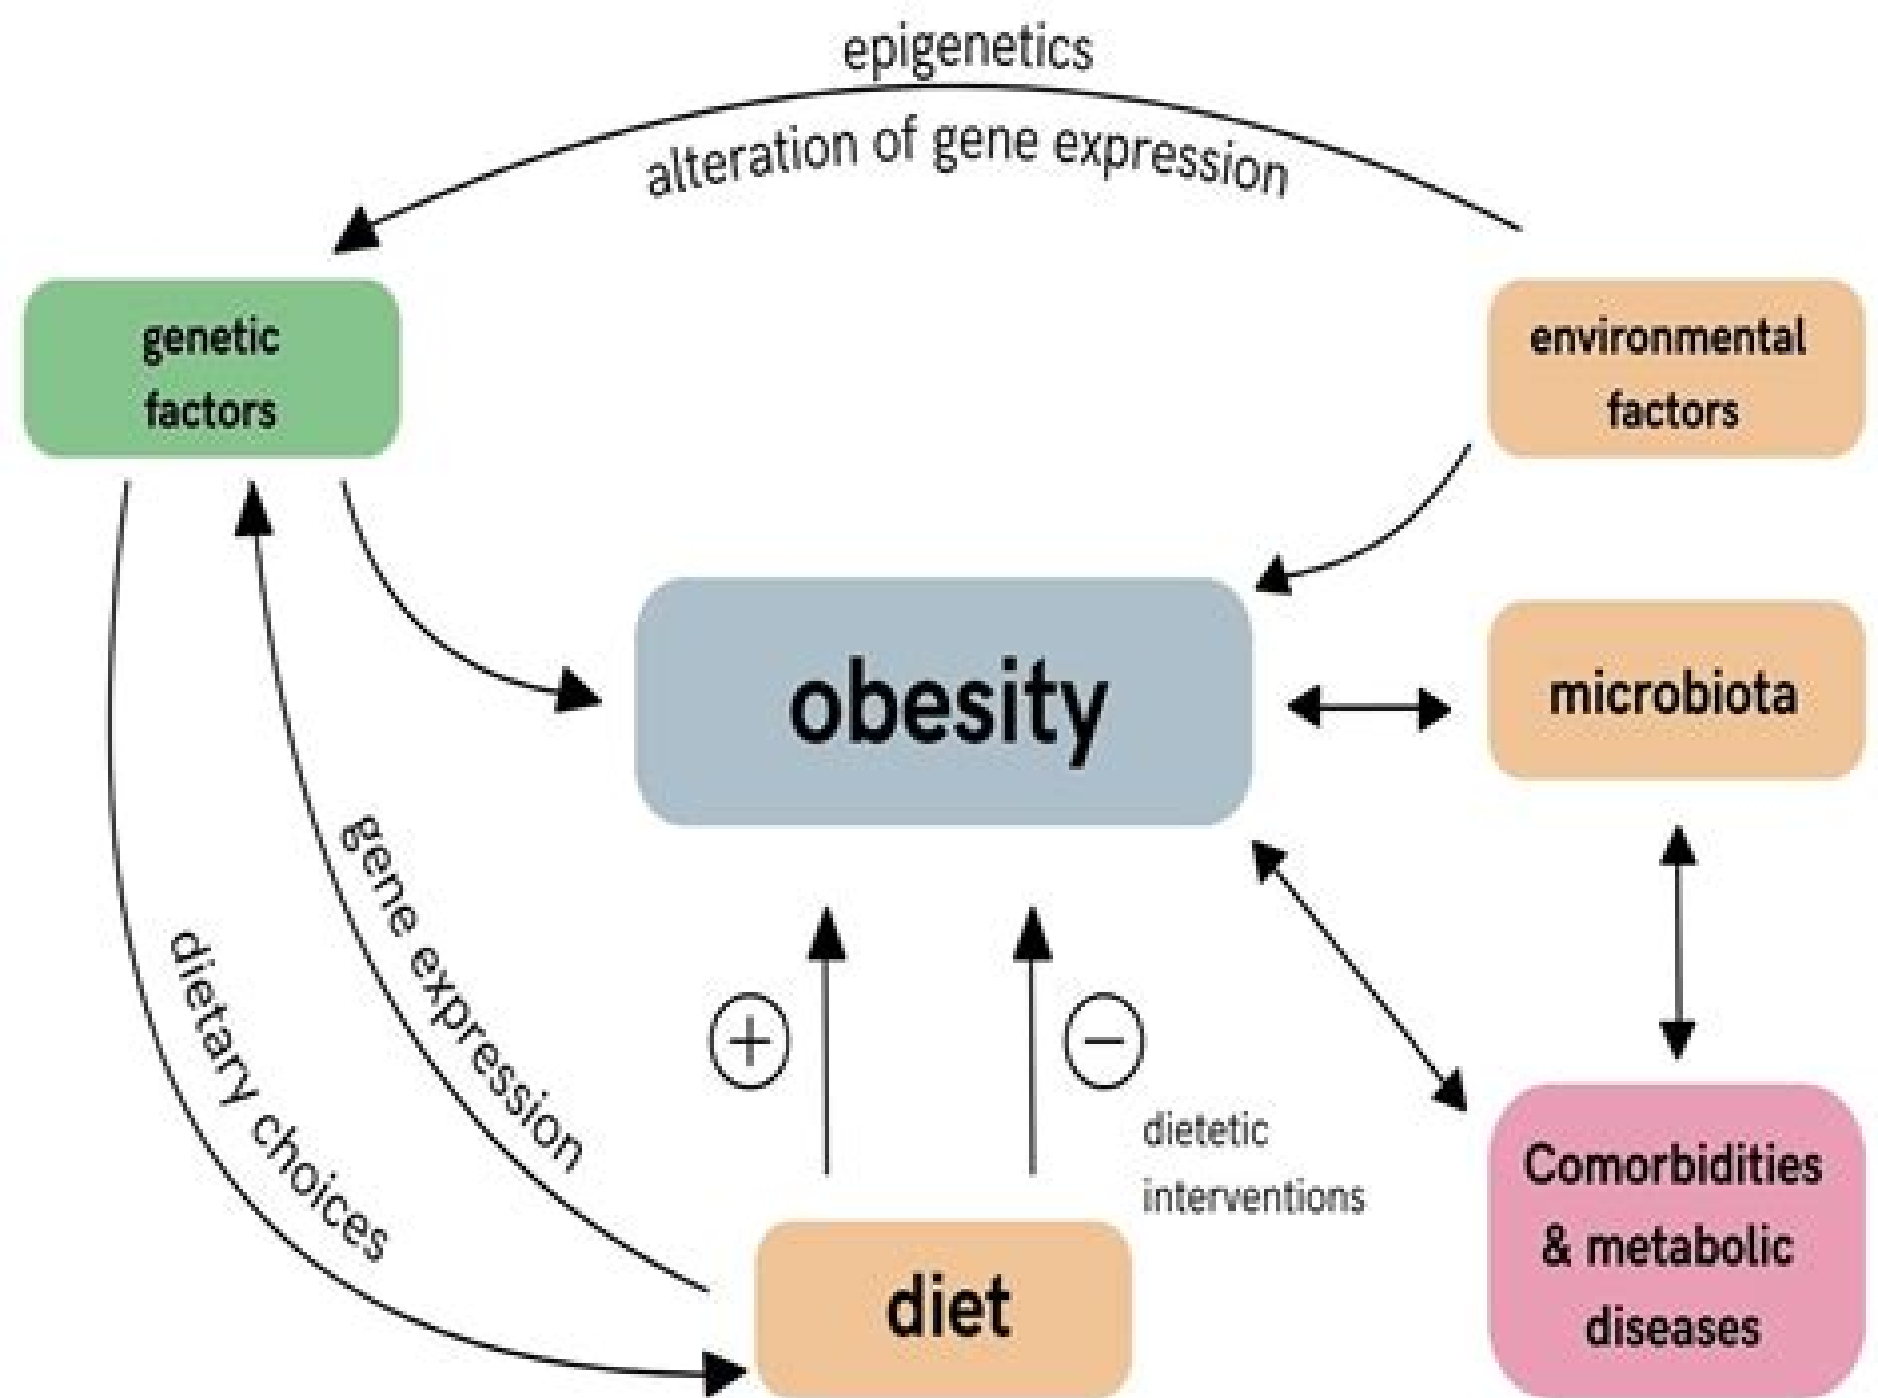 epigenetics
alteration of gene expression
genetic
factors
environmental
factors
obesity
microbiota
gene expression
dietary choices
+
−
dietetic
interventions
diet
Comorbidities
& metabolic
diseases